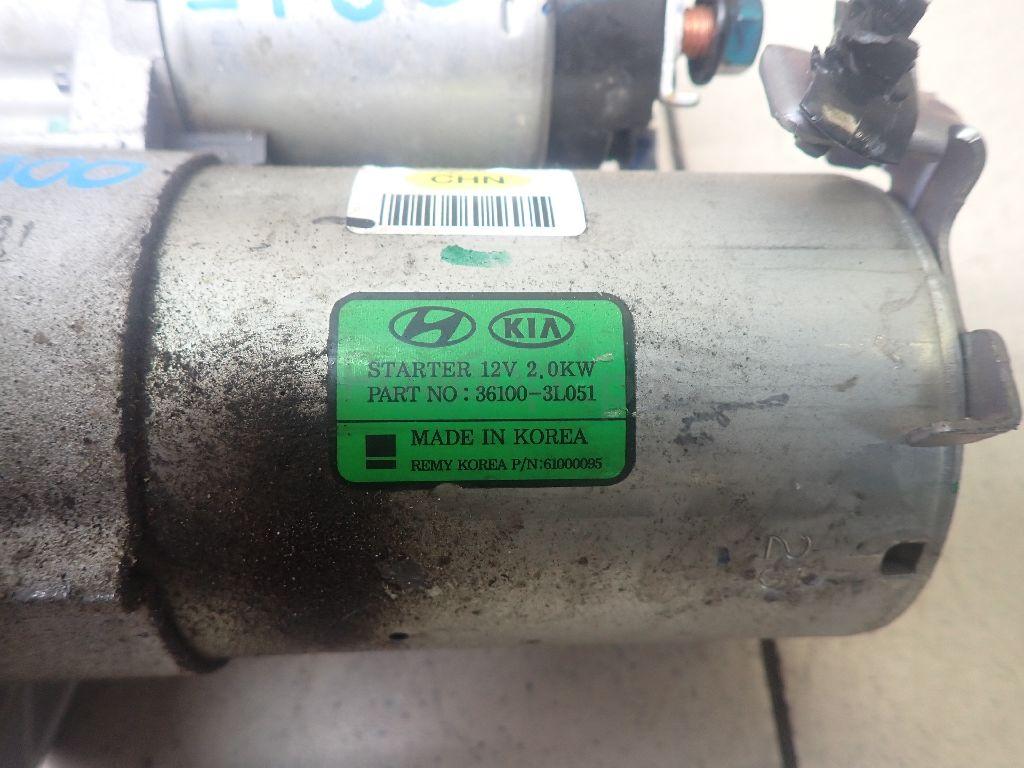 CHN
KIA
STARTER 12V 2.0KW
PART NO : 36100-3L051
MADE IN KOREA
REMY KOREA P/N:61000095